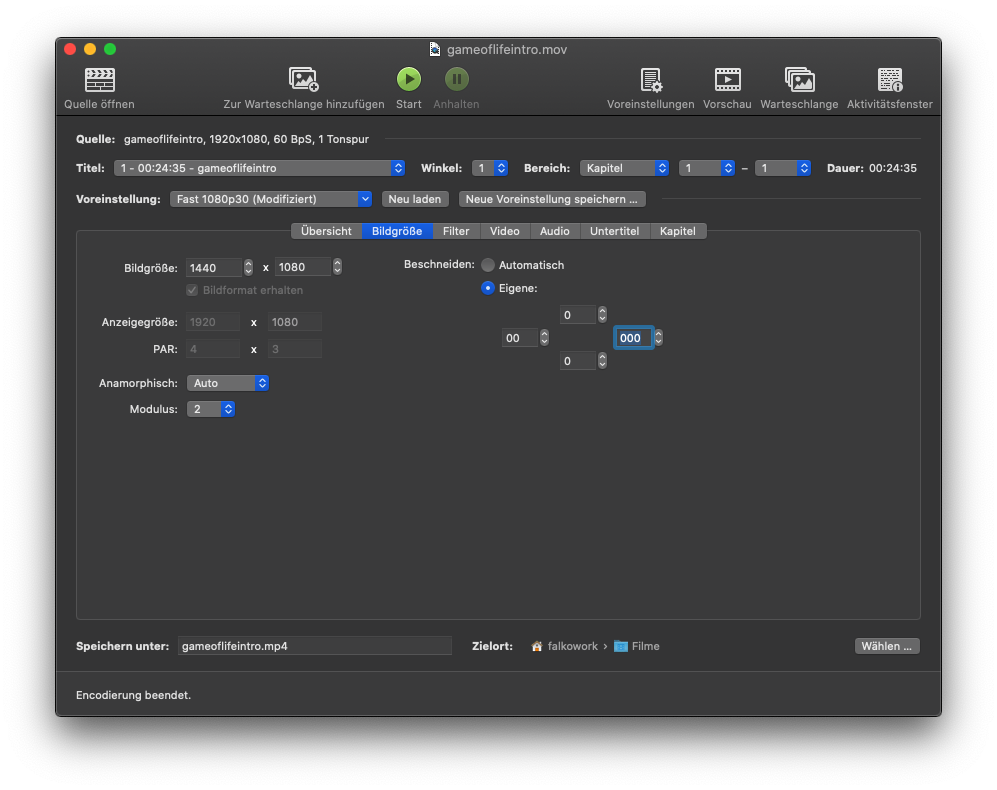 gameoflifeintro.mov
Quelle öffnen Zur Warteschlange hinzufügen Start Anhalten Voreinstellungen Vorschau Warteschlange Aktivitätsfenster
Quelle: gameoflifeintro, 1920x1080, 60 BpS, 1 Tonspur
Titel: 1 - 00:24:35 - gameoflifeintro Winkel: 1 Bereich: Kapitel 1 – 1 Dauer: 00:24:35
Voreinstellung: Fast 1080p30 (Modifiziert) Neu laden Neue Voreinstellung speichern ...
Übersicht Bildgröße Filter Video Audio Untertitel Kapitel
Bildgröße: 1440 x 1080 Beschneiden: Automatisch
Bildformat erhalten Eigene:
0
Anzeigegröße: 1920 x 1080
00 000
PAR: 4 x 3
0
Anamorphisch: Auto
Modulus: 2
Speichern unter: gameoflifeintro.mp4 Zielort: falkowork › Filme Wählen ...
Encodierung beendet.